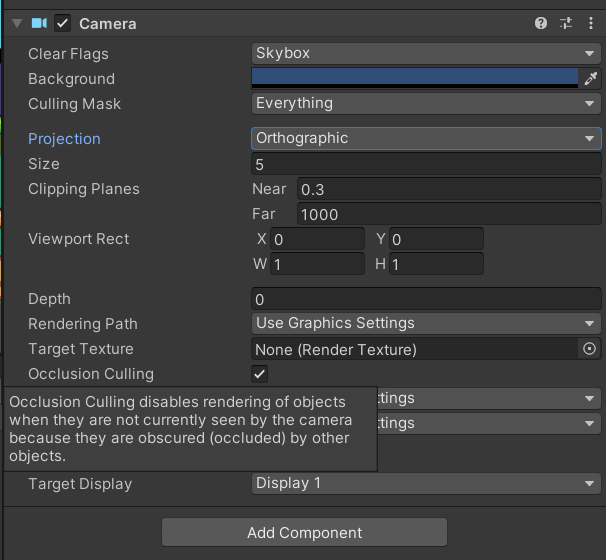 Camera
Clear Flags Skybox
Background
Culling Mask Everything
Projection Orthographic
Size 5
Clipping Planes Near 0.3
Far 1000
Viewport Rect X 0 Y 0
W 1 H 1
Depth 0
Rendering Path Use Graphics Settings
Target Texture None (Render Texture)
Occlusion Culling
Occlusion Culling disables rendering of objects
when they are not currently seen by the camera
because they are obscured (occluded) by other
objects.
ttings
ttings
Target Display Display 1
Add Component